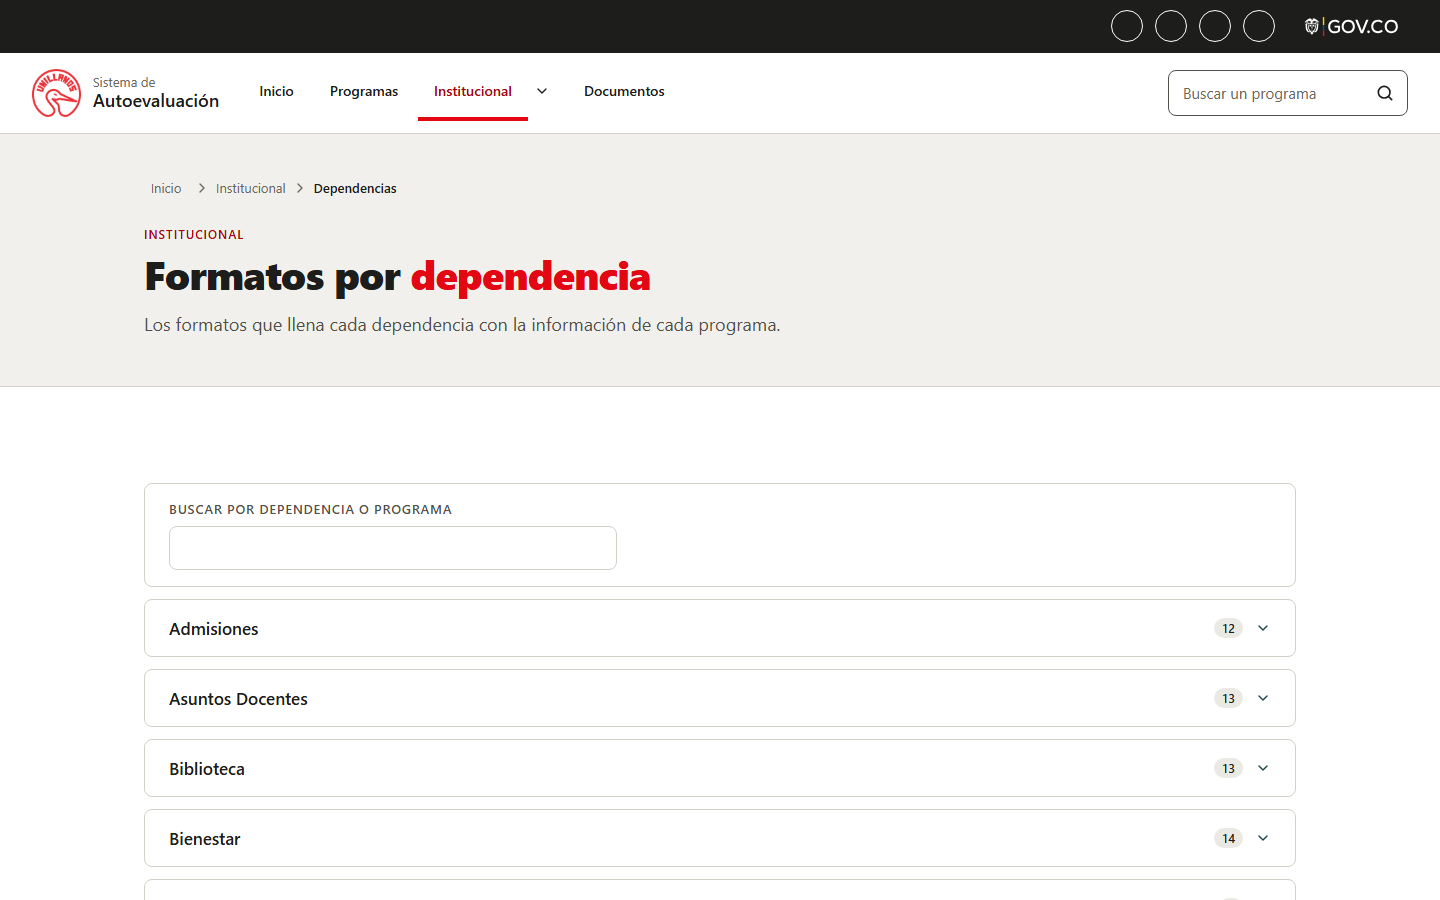 GOV.CO
UNILLANOS
Sistema de
Autoevaluación
Inicio
Programas
Institucional
Documentos
Buscar un programa
Inicio
Institucional
Dependencias
INSTITUCIONAL
Formatos por dependencia
Los formatos que llena cada dependencia con la información de cada programa.
BUSCAR POR DEPENDENCIA O PROGRAMA
Admisiones
12
Asuntos Docentes
13
Biblioteca
13
Bienestar
14